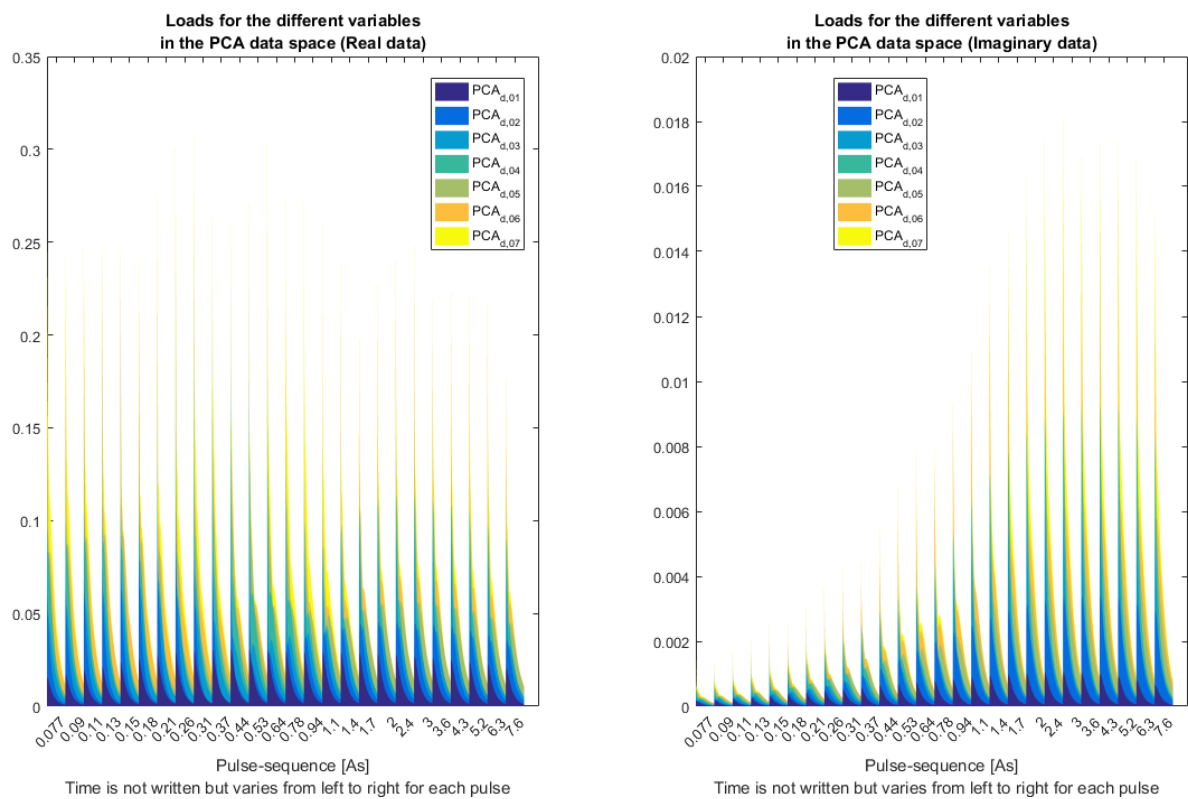 Loads for the different variables
in the PCA data space (Real data)
0.35
0.3
0.25
0.2
0.15
0.1
0.05
0
PCA d,01
PCA d,02
PCA d,03
PCA d,04
PCA d,05
PCA d,06
PCA d,07
0.077 0.09 0.11 0.13 0.15 0.18 0.21 0.26 0.31 0.37 0.44 0.53 0.64 0.78 0.94 1.1 1.4 1.7 2 2.4 3 3.6 4.3 5.2 6.3 7.6
Pulse-sequence [As]
Time is not written but varies from left to right for each pulse
Loads for the different variables
in the PCA data space (Imaginary data)
0.02
0.018
0.016
0.014
0.012
0.01
0.008
0.006
0.004
0.002
0
PCA d,01
PCA d,02
PCA d,03
PCA d,04
PCA d,05
PCA d,06
PCA d,07
0.077 0.09 0.11 0.13 0.15 0.18 0.21 0.26 0.31 0.37 0.44 0.53 0.64 0.78 0.94 1.1 1.4 1.7 2 2.4 3 3.6 4.3 5.2 6.3 7.6
Pulse-sequence [As]
Time is not written but varies from left to right for each pulse